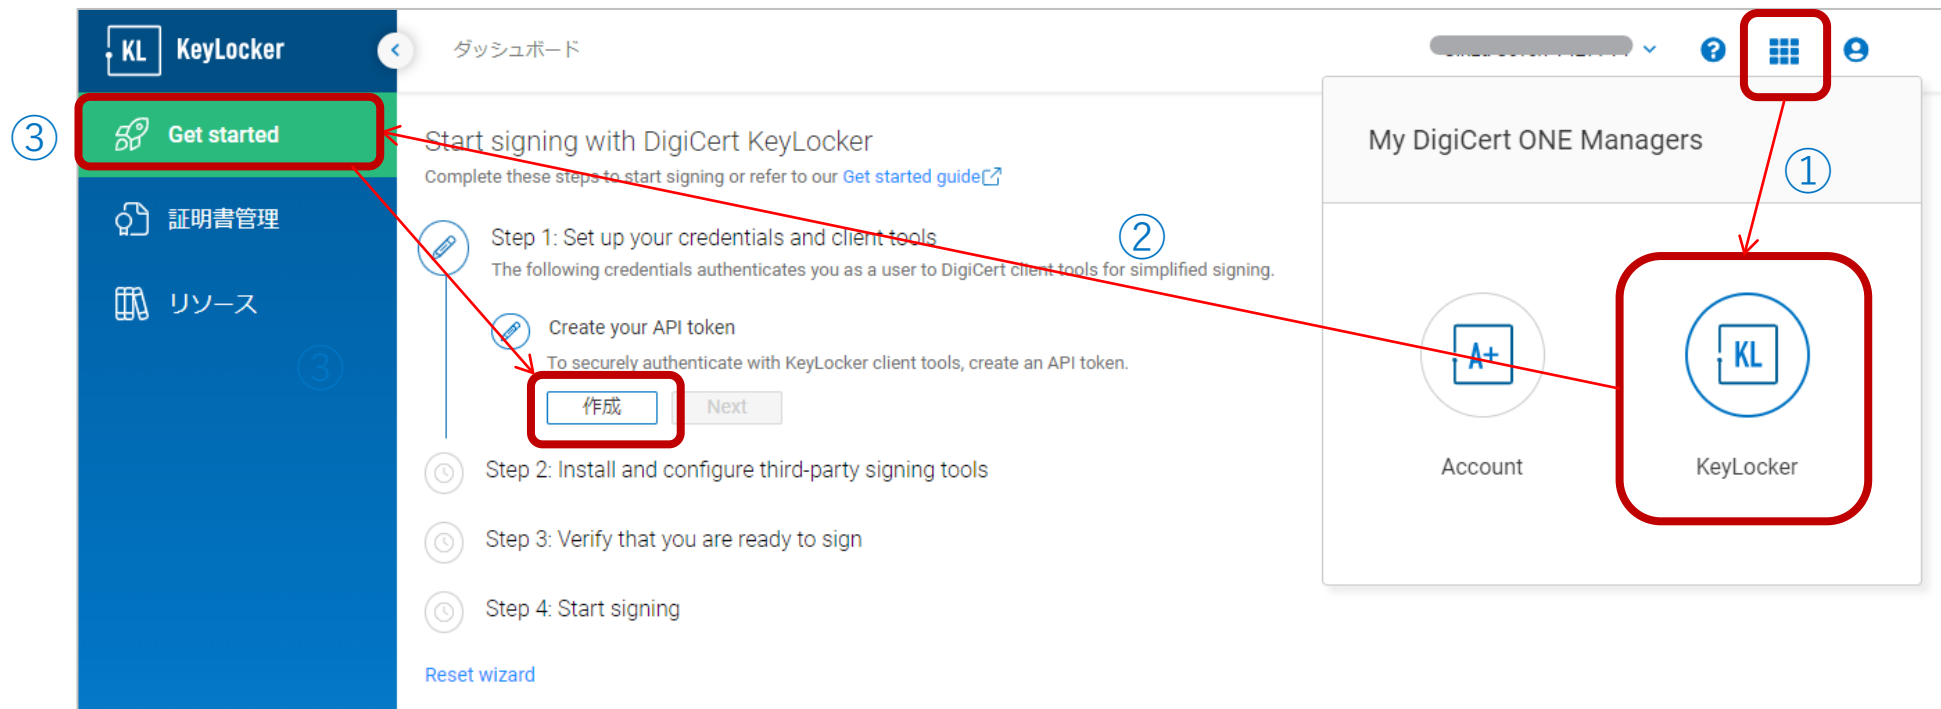 KL KeyLocker
ダッシュボード
③
Get started
証明書管理
リソース
③
Start signing with DigiCert KeyLocker
Complete these steps to start signing or refer to our Get started guide
Step 1: Set up your credentials and client tools
The following credentials authenticates you as a user to DigiCert client tools for simplified signing.
②
Create your API token
To securely authenticate with KeyLocker client tools, create an API token.
作成
Next
Step 2: Install and configure third-party signing tools
Step 3: Verify that you are ready to sign
Step 4: Start signing
Reset wizard
My DigiCert ONE Managers
①
A+
KL
Account
KeyLocker